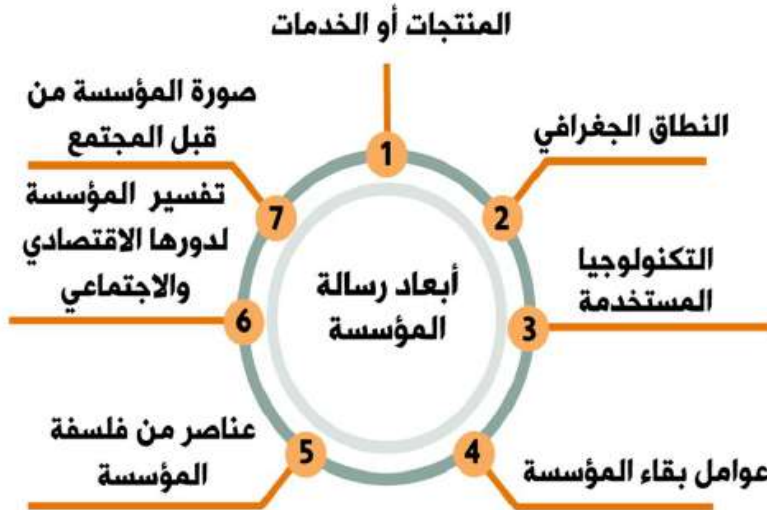 المنتجات أو الخدمات
1
النطاق الجغرافي
2
التكنولوجيا
المستخدمة
3
عوامل بقاء المؤسسة
4
عناصر من فلسفة
المؤسسة
5
تفسير المؤسسة
لدورها الاقتصادي
والاجتماعي
6
صورة المؤسسة من
قبل المجتمع
7
أبعاد رسالة
المؤسسة